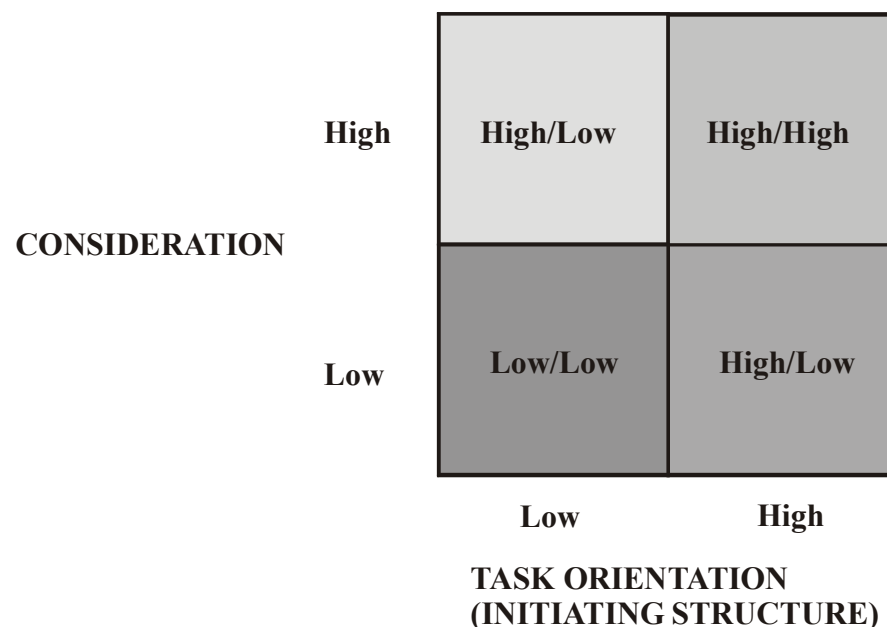 High
High/Low
High/High
CONSIDERATION
Low
Low/Low
High/Low
Low
High
TASK ORIENTATION
(INITIATING STRUCTURE)